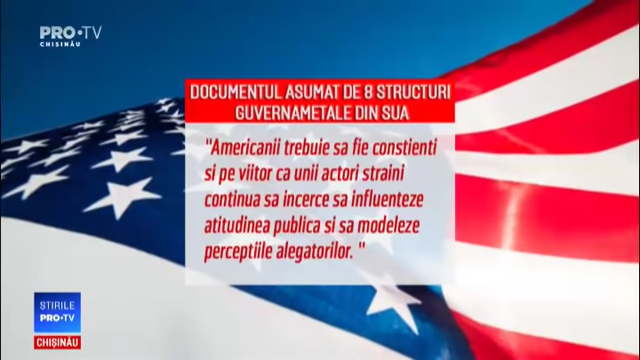 PRO•TV
CHIȘINĂU
DOCUMENTUL ASUMAT DE 8 STRUCTURI
GUVERNAMETALE DIN SUA
"Americanii trebuie sa fie constienti
si pe viitor ca unii actori straini
continua sa incerce sa influenteze
atitudinea publica si sa modeleze
perceptiile alegatorilor. "
STIRILE
PRO•TV
CHIȘINĂU